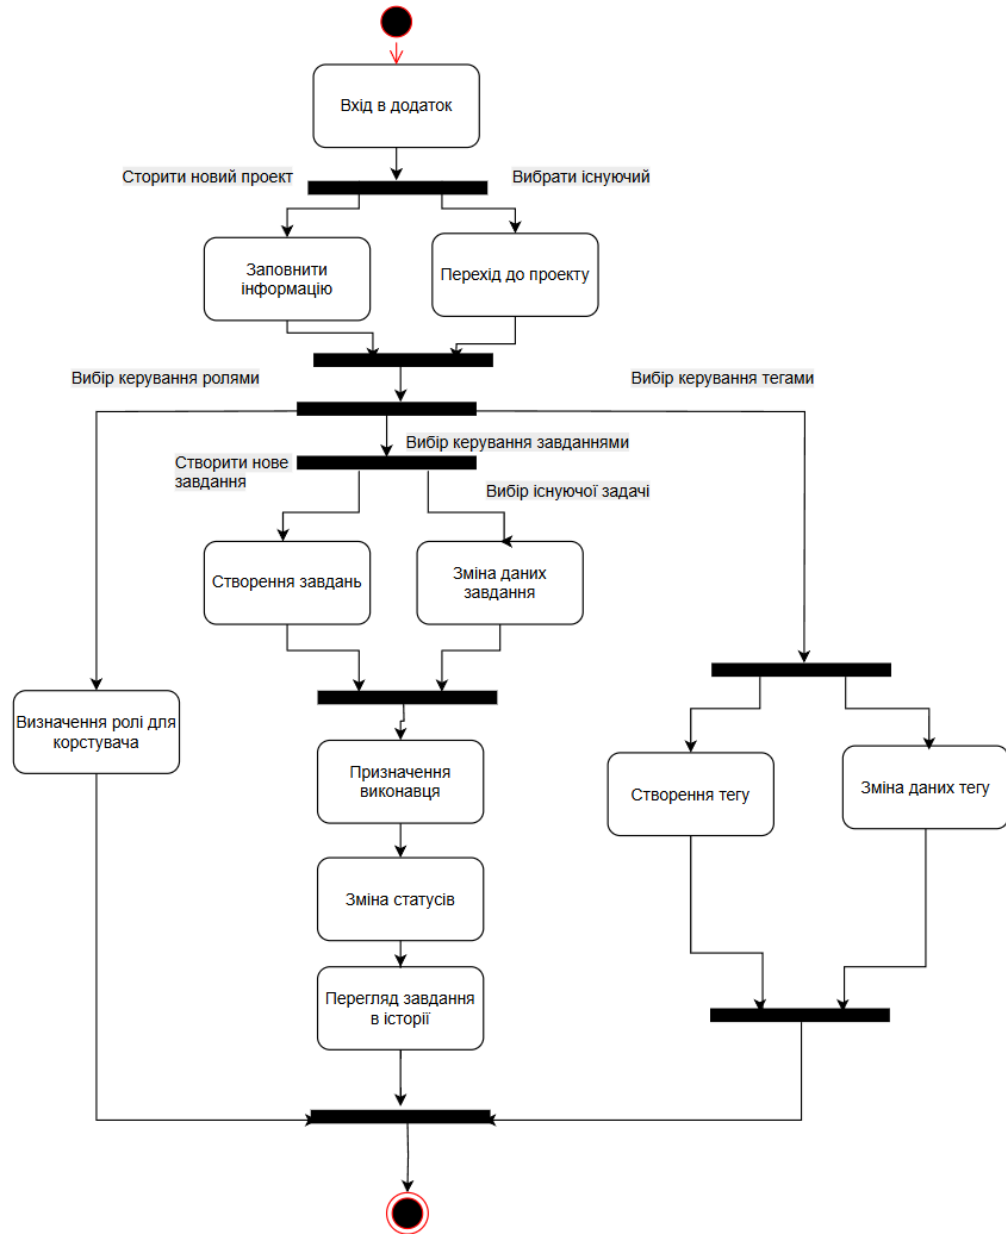 Вхід в додаток
Сторити новий проект
Вибрати існуючий
Заповнити
інформацію
Перехід до проекту
Вибір керування ролями
Вибір керування тегами
Вибір керування завданнями
Створити нове
завдання
Вибір існуючої задачі
Створення завдань
Зміна даних
завдання
Визначення ролі для
корстувача
Призначення
виконавця
Створення тегу
Зміна даних тегу
Зміна статусів
Перегляд завдання
в історії